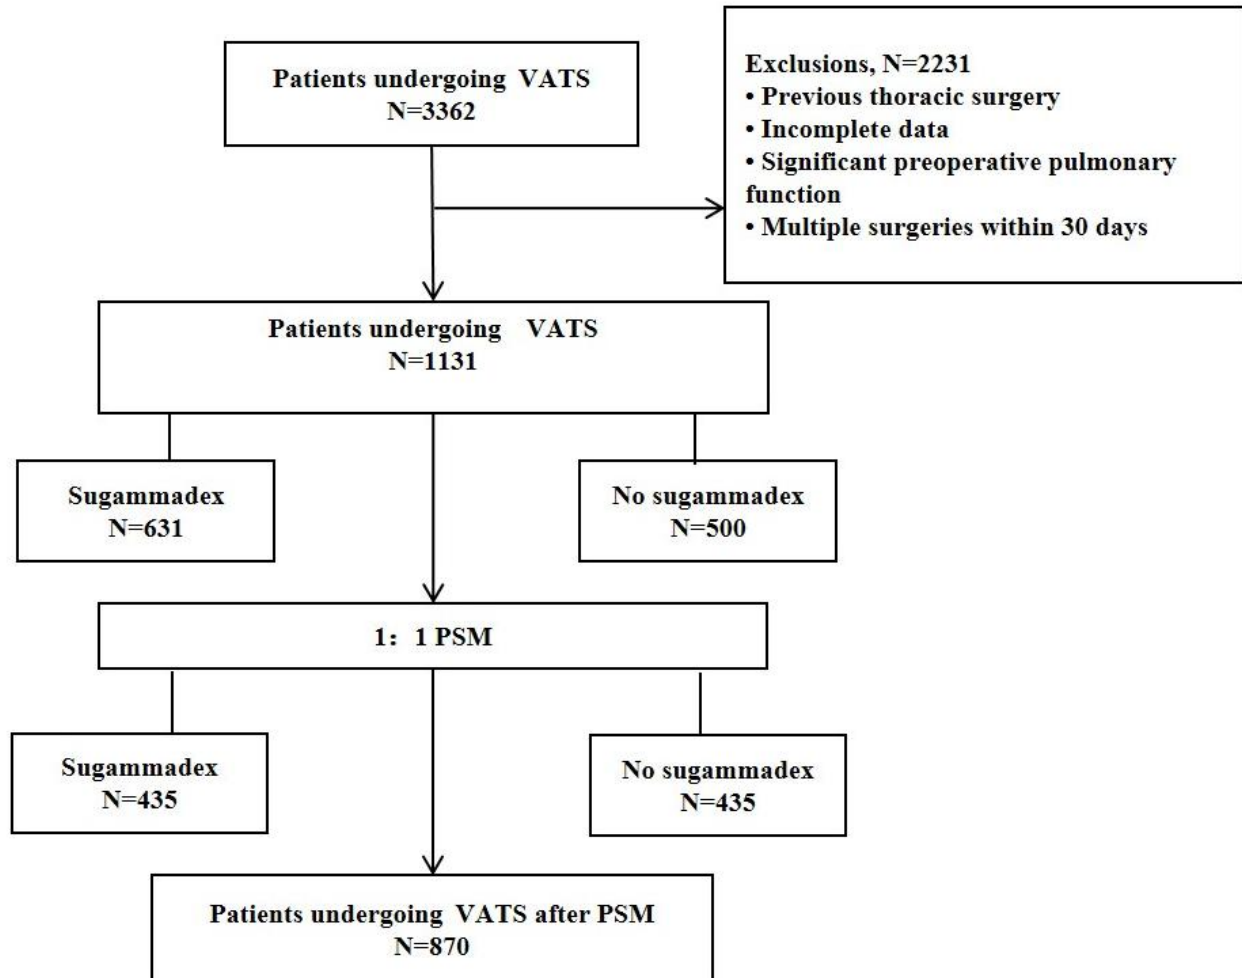 Patients undergoing VATS
N=3362
Exclusions, N=2231
• Previous thoracic surgery
• Incomplete data
• Significant preoperative pulmonary
function
• Multiple surgeries within 30 days
Patients undergoing VATS
N=1131
Sugammadex
N=631
No sugammadex
N=500
1：1 PSM
Sugammadex
N=435
No sugammadex
N=435
Patients undergoing VATS after PSM
N=870